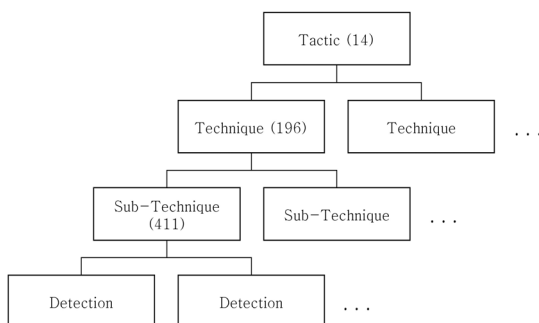 Tactic (14)
Technique (196)
Technique
...
Sub-Technique
(411)
Sub-Technique
...
Detection
Detection
...